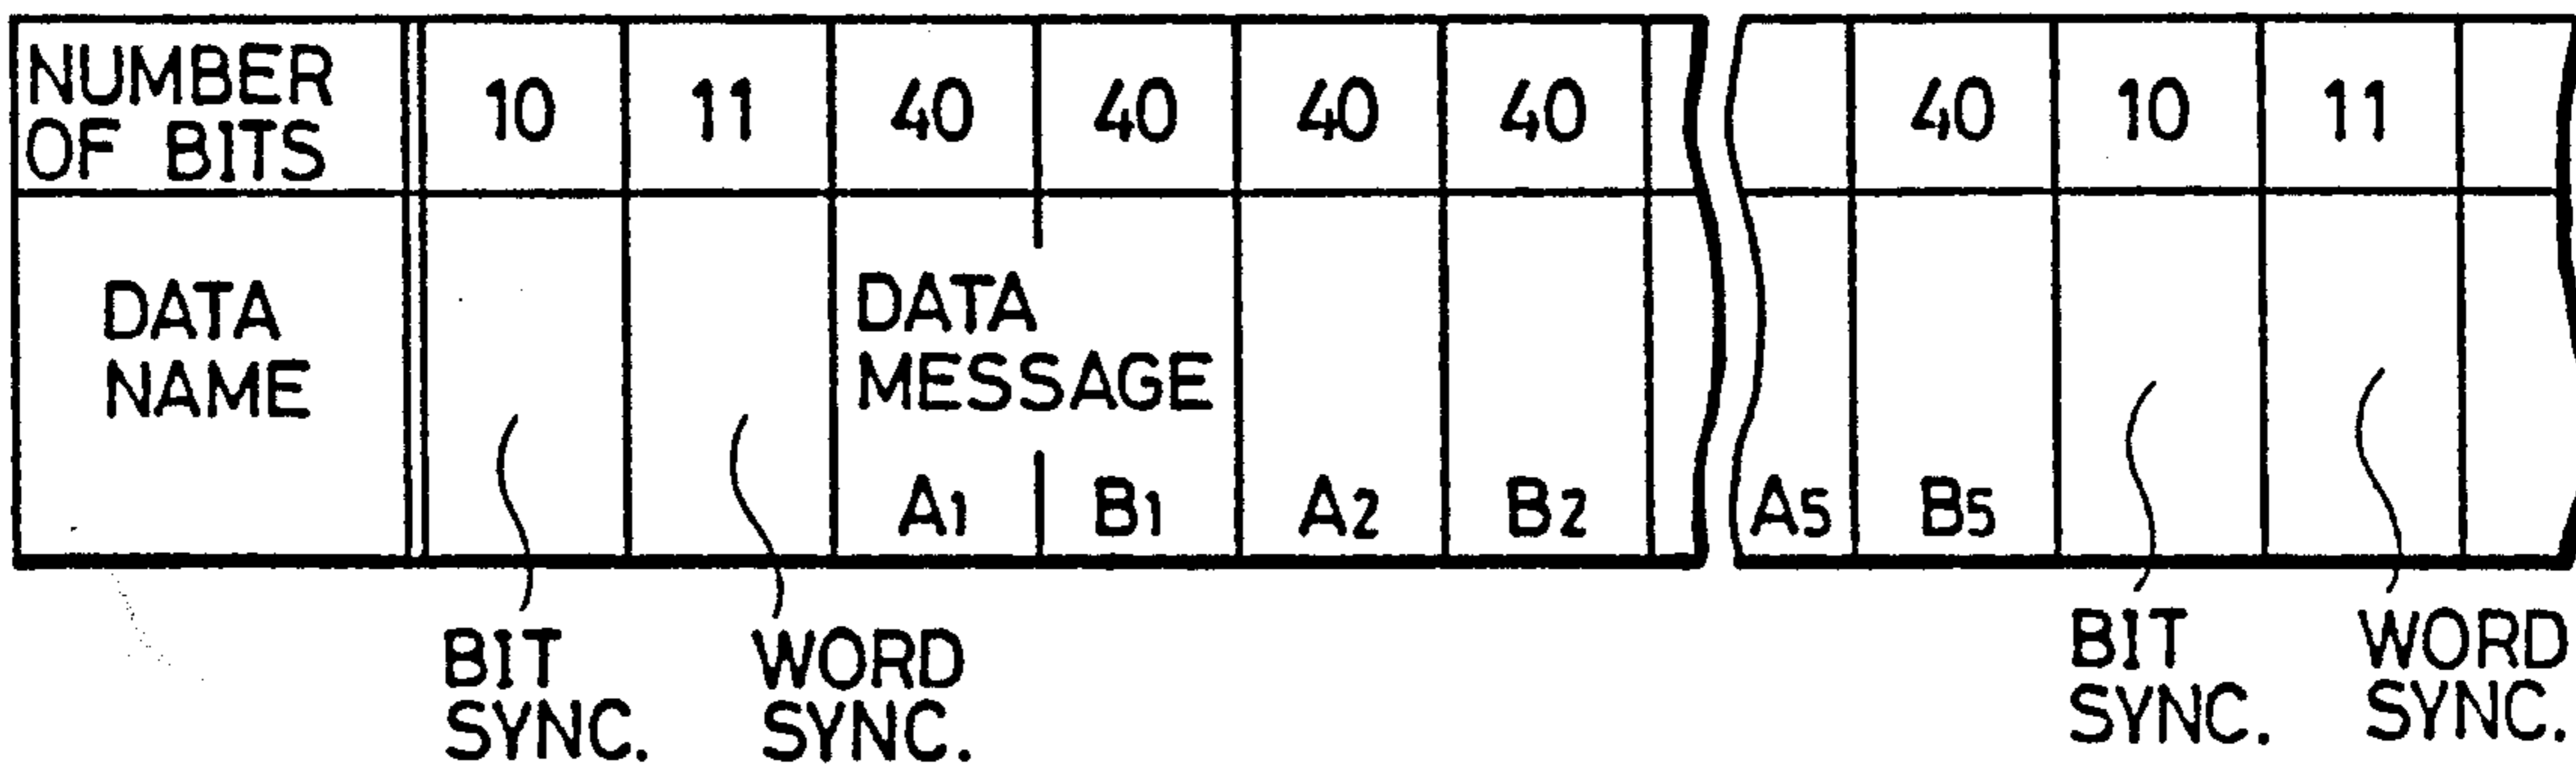 NUMBER
OF BITS
10 11 40 40 40 40 40 10 11
DATA
NAME
DATA
MESSAGE
A1 B1 A2 B2 A5 B5
BIT
SYNC.
WORD
SYNC.
BIT
SYNC.
WORD
SYNC.